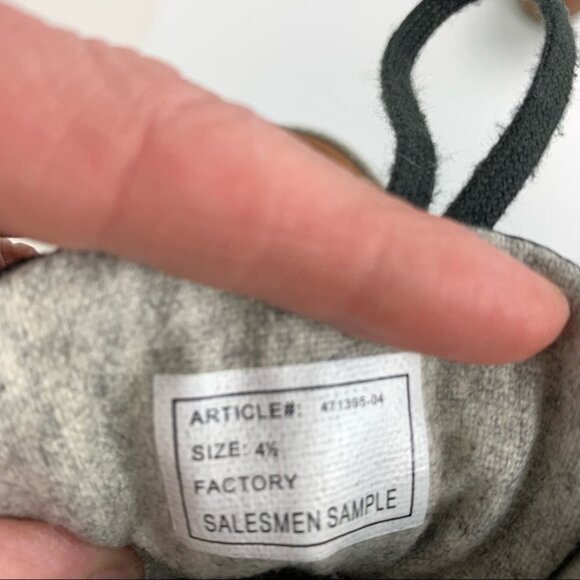 ARTICLE#: 471395-04
SIZE: 4½
FACTORY
SALESMEN SAMPLE